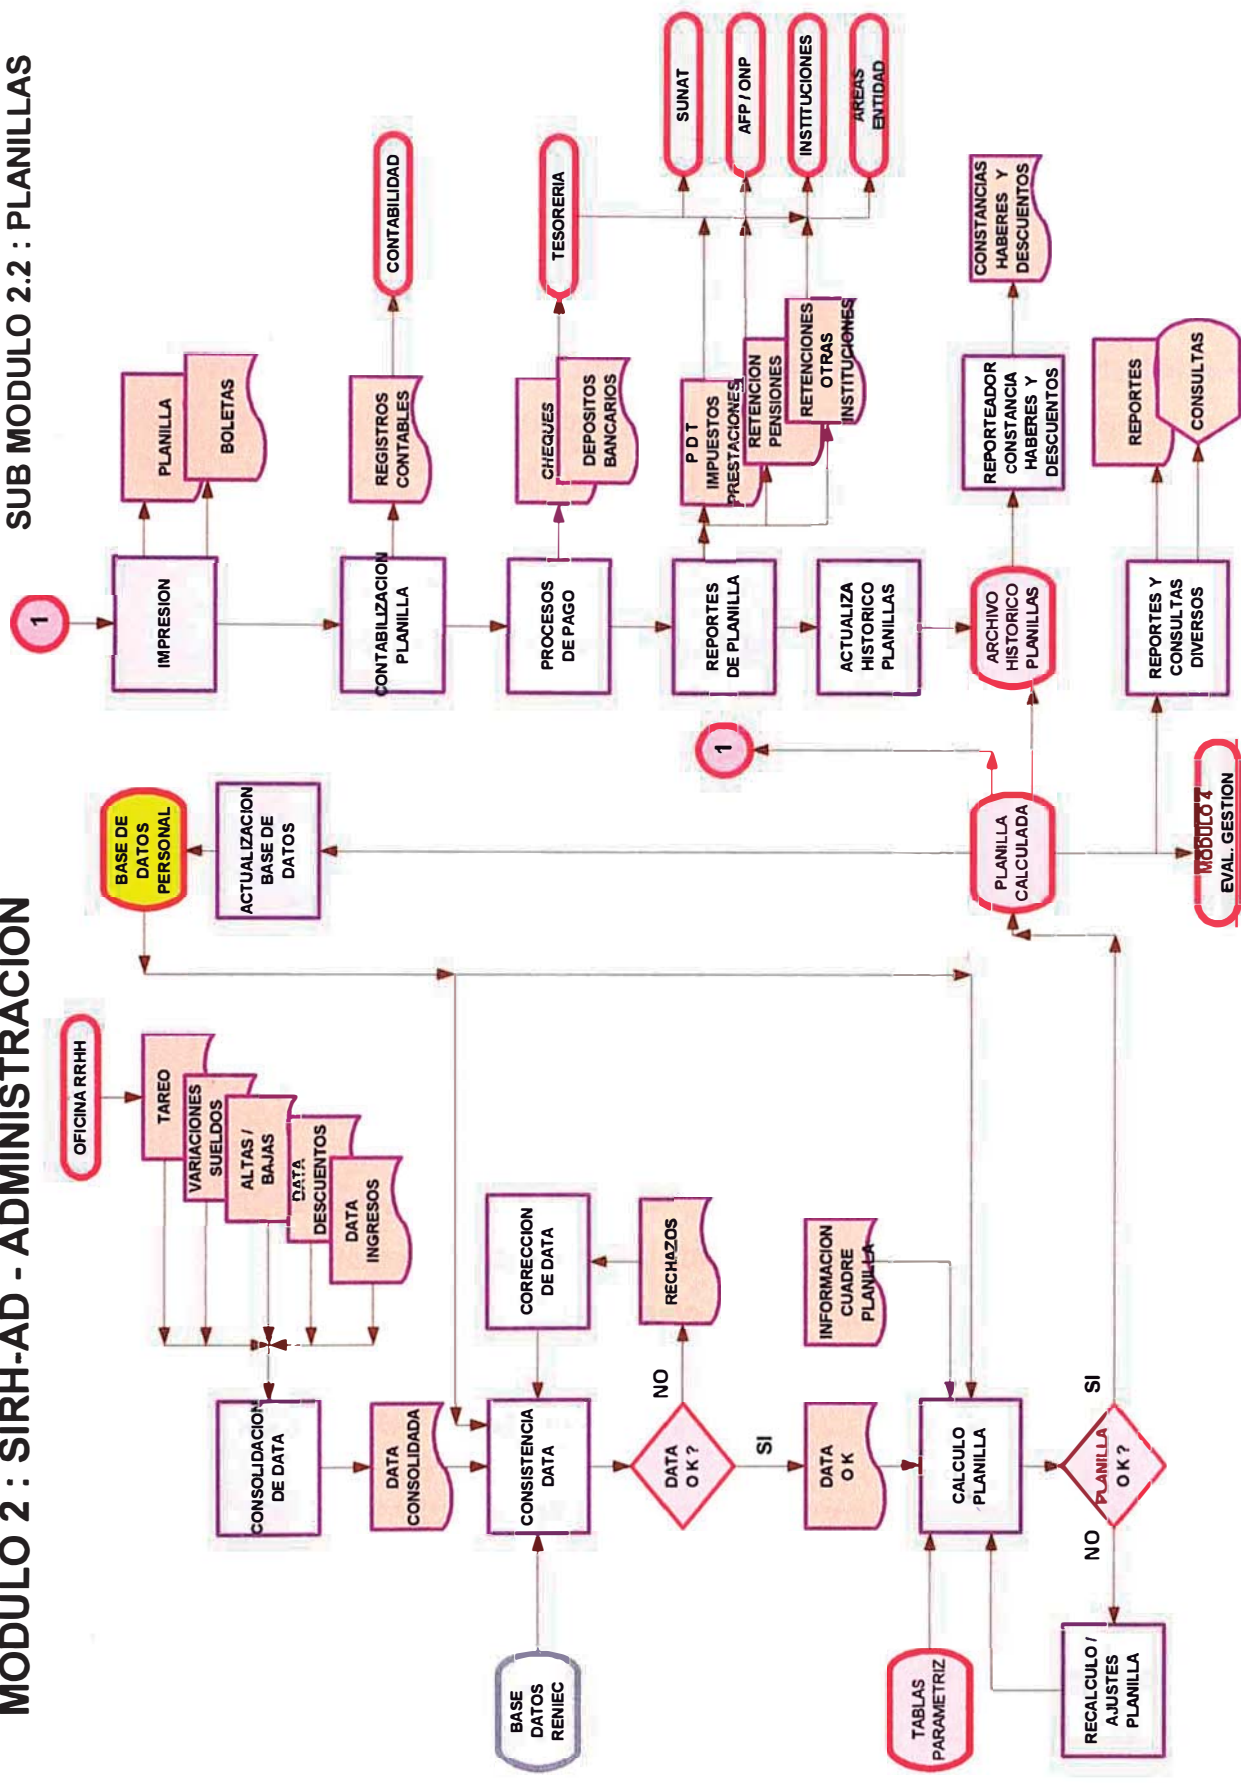 MODULO 2 : SIRH-AD - ADMINISTRACION
SUB MODULO 2.2 : PLANILLAS
OFICINA RRHH
TAREO
VARIACIONES
SUELDOS
ALTAS /
BAJAS
DATA
DESCUENTOS
DATA
INGRESOS
CONSOLIDACION
DE DATA
DATA
CONSOLIDADA
BASE
DATOS
RENIEC
CONSISTENCIA
DATA
CORRECCION
DE DATA
RECHAZOS
NO
DATA
O K ?
SI
DATA
O K
INFORMACION
CUADRE
PLANILLA
TABLAS
PARAMETRIZ
CALCULO
PLANILLA
RECALCULO /
AJUSTES
PLANILLA
NO
PLANILLA
O K ?
SI
BASE DE
DATOS
PERSONAL
ACTUALIZACION
BASE DE
DATOS
PLANILLA
CALCULADA
1
MODULO 4
EVAL. GESTION
1
IMPRESION
PLANILLA
BOLETAS
CONTABILIZACION
PLANILLA
REGISTROS
CONTABLES
CONTABILIDAD
PROCESOS
DE PAGO
CHEQUES
DEPOSITOS
BANCARIOS
TESORERIA
REPORTES
DE PLANILLA
P D T
IMPUESTOS
PRESTACIONES
RETENCION
PENSIONES
RETENCIONES
OTRAS
INSTITUCIONES
SUNAT
AFP / ONP
INSTITUCIONES
AREAS
ENTIDAD
ACTUALIZA
HISTORICO
PLANILLAS
ARCHIVO
HISTORICO
PLANILLAS
REPORTEADOR
CONSTANCIA
HABERES Y
DESCUENTOS
CONSTANCIAS
HABERES Y
DESCUENTOS
REPORTES Y
CONSULTAS
DIVERSOS
REPORTES
CONSULTAS